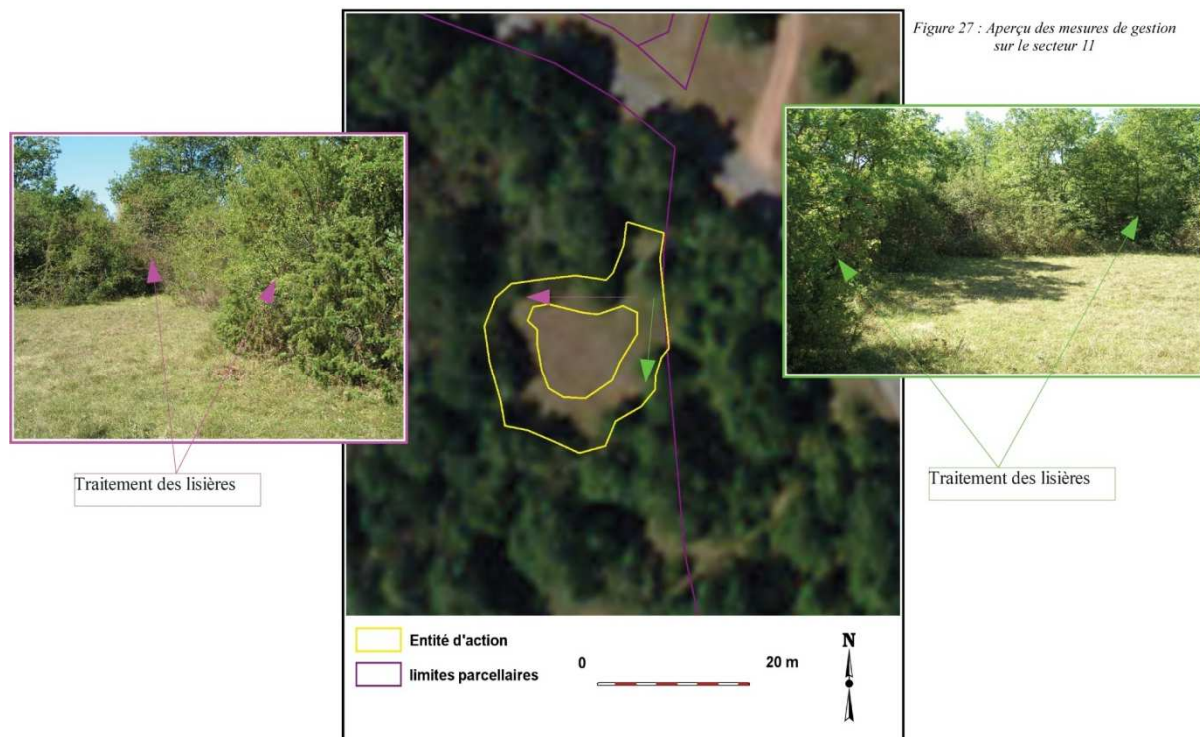 Figure 27 : Aperçu des mesures de gestion
sur le secteur 11
Traitement des lisières
Traitement des lisières
Entité d'action
limites parcellaires
0 20 m
N